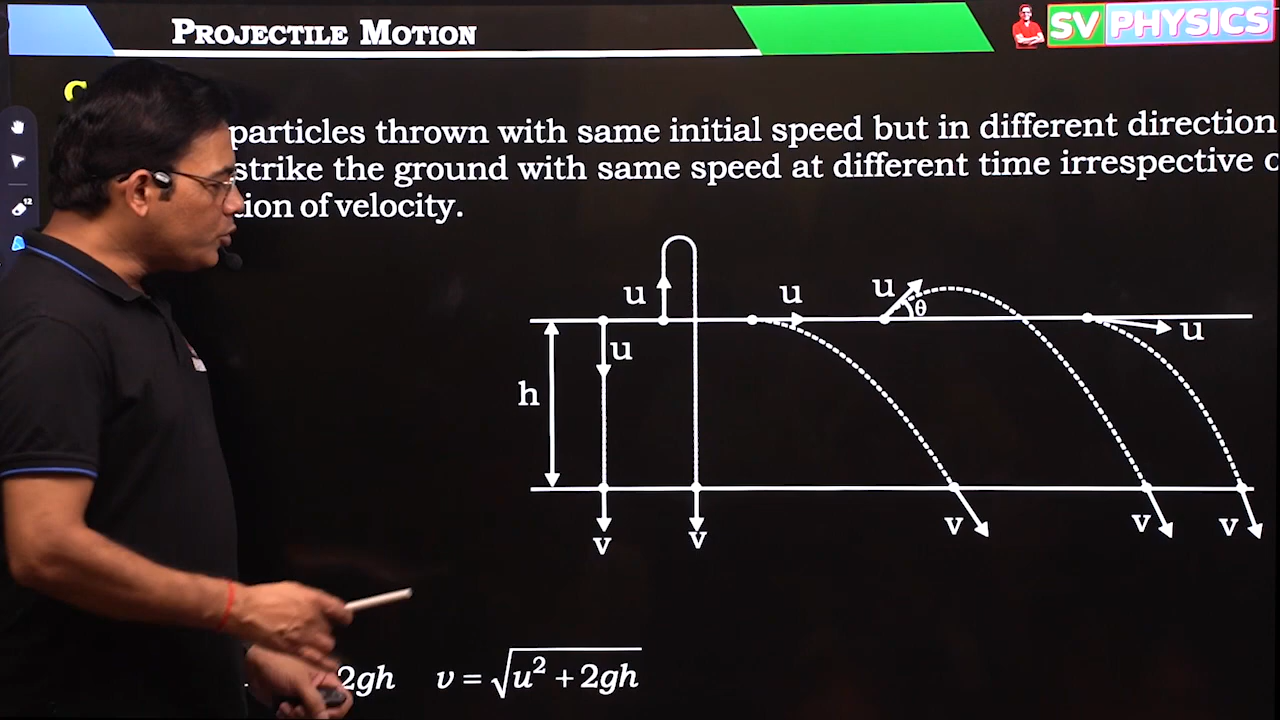 PROJECTILE MOTION
SV PHYSICS
particles thrown with same initial speed but in different direction
strike the ground with same speed at different time irrespective
tion of velocity.
u
u
u
θ
u
u
h
v
v
v
v
v
2gh v = √u² + 2gh
12